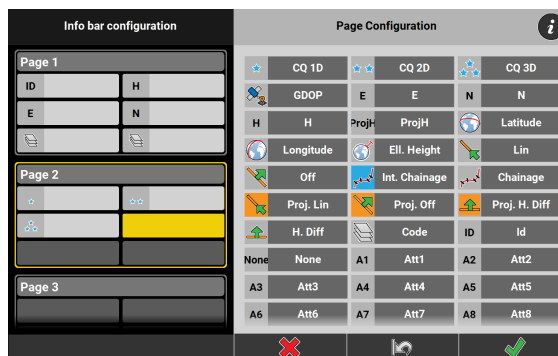 Info bar configuration
Page Configuration
i
Page 1
ID H
E N
Page 2
Page 3
CQ 1D CQ 2D CQ 3D
GDOP E E N N
H H ProjH ProjH Latitude
Longitude Ell. Height Lin
Off Int. Chainage Chainage
Proj. Lin Proj. Off Proj. H. Diff
H. Diff Code ID Id
None None A1 Att1 A2 Att2
A3 Att3 A4 Att4 A5 Att5
A6 Att6 A7 Att7 A8 Att8